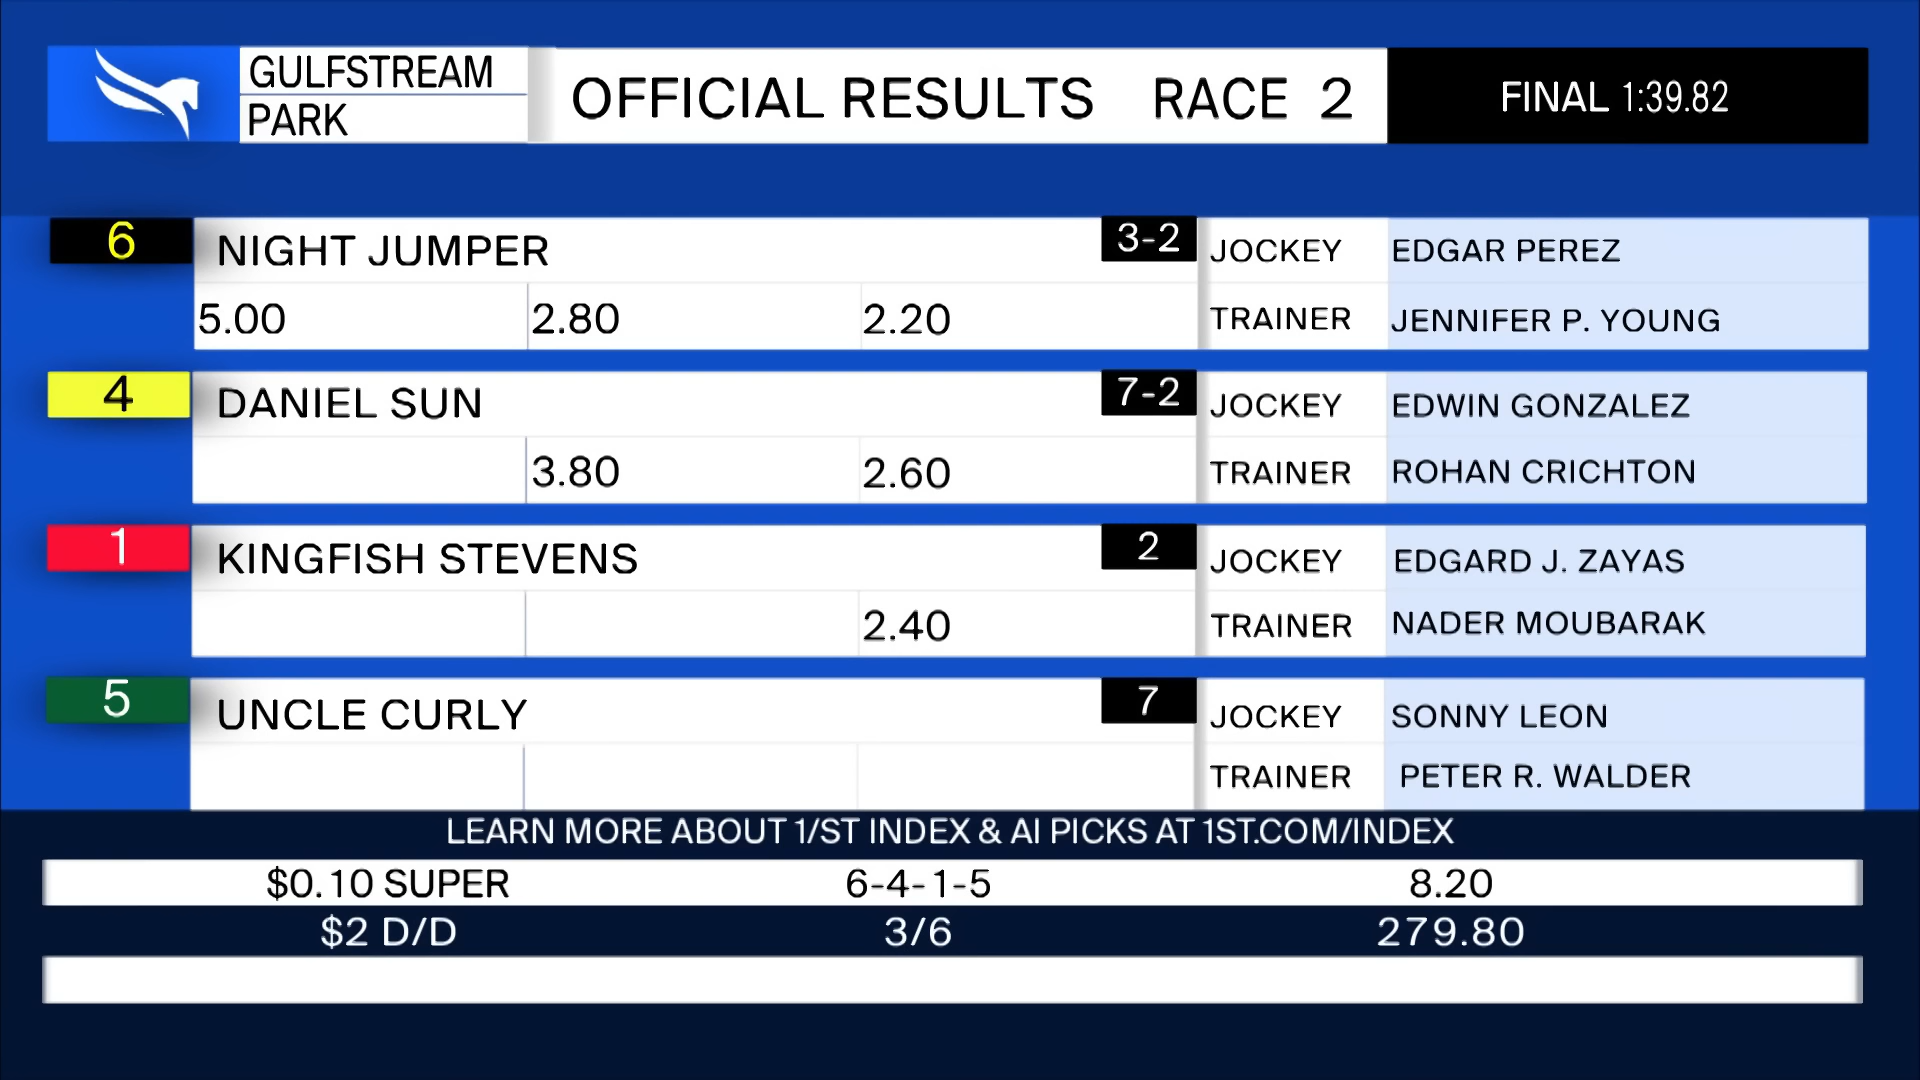 GULFSTREAM
PARK
OFFICIAL RESULTS RACE 2
FINAL 1:39.82
6 NIGHT JUMPER 3-2 JOCKEY EDGAR PEREZ
5.00 2.80 2.20 TRAINER JENNIFER P. YOUNG
4 DANIEL SUN 7-2 JOCKEY EDWIN GONZALEZ
3.80 2.60 TRAINER ROHAN CRICHTON
1 KINGFISH STEVENS 2 JOCKEY EDGARD J. ZAYAS
2.40 TRAINER NADER MOUBARAK
5 UNCLE CURLY 7 JOCKEY SONNY LEON
TRAINER PETER R. WALDER
LEARN MORE ABOUT 1/ST INDEX & AI PICKS AT 1ST.COM/INDEX
$0.10 SUPER 6-4-1-5 8.20
$2 D/D 3/6 279.80